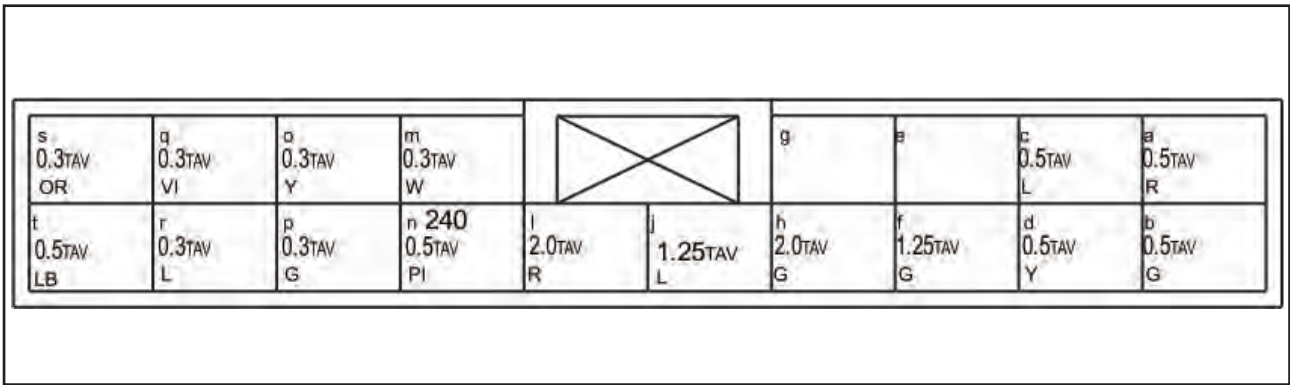 s q o m g e c a
0.3TAV 0.3TAV 0.3TAV 0.3TAV 0.5TAV 0.5TAV
OR VI Y W L R
t r p n 240 l j h f d b
0.5TAV 0.3TAV 0.3TAV 0.5TAV 2.0TAV 1.25TAV 2.0TAV 1.25TAV 0.5TAV 0.5TAV
LB L G PI R L G G Y G